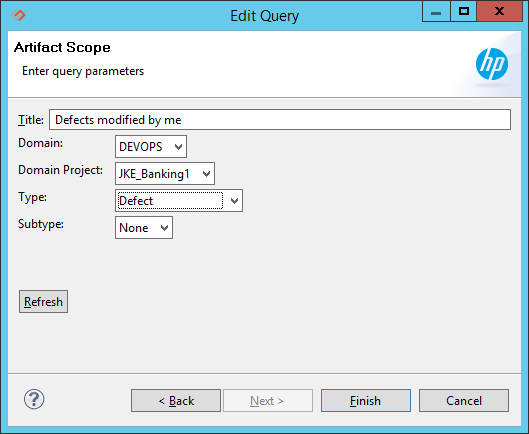 Edit Query
Artifact Scope
Enter query parameters
hp
Title: Defects modified by me
Domain: DEVOPS
Domain Project: JKE_Banking1
Type: Defect
Subtype: None
Refresh
? < Back Next > Finish Cancel